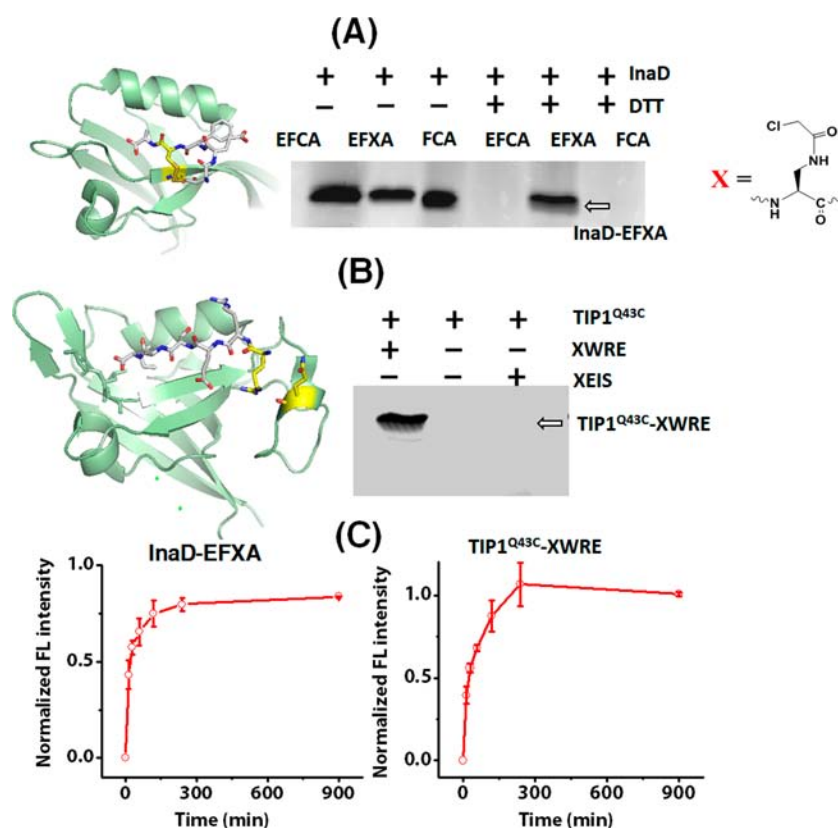 (A)
+ + + + + + InaD
− − − + + + DTT
EFCA EFXA FCA EFCA EFXA FCA
InaD-EFXA
X =
Cl
O
NH
N
H
C
O
(B)
+ + + TIP1Q43C
+ − − XWRE
− − + XEIS
TIP1Q43C-XWRE
(C)
InaD-EFXA
Normalized FL intensity
1.0
0.5
0.0
0 300 600 900
Time (min)
TIP1Q43C-XWRE
Normalized FL intensity
1.0
0.5
0.0
0 300 600 900
Time (min)